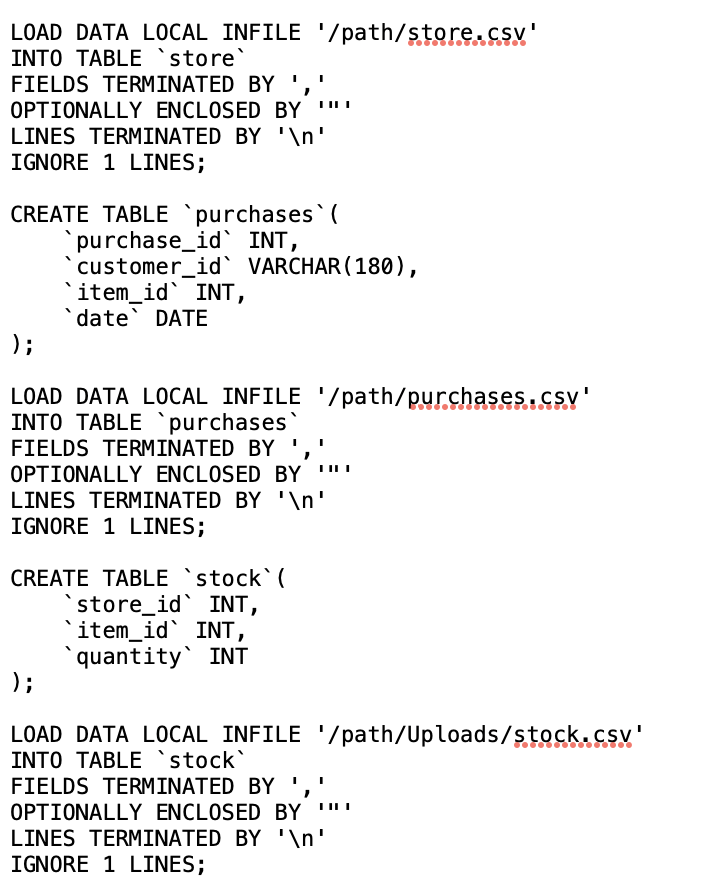 LOAD DATA LOCAL INFILE '/path/store.csv'
INTO TABLE `store`
FIELDS TERMINATED BY ','
OPTIONALLY ENCLOSED BY '"'
LINES TERMINATED BY '\n'
IGNORE 1 LINES;

CREATE TABLE `purchases`(
    `purchase_id` INT,
    `customer_id` VARCHAR(180),
    `item_id` INT,
    `date` DATE
);

LOAD DATA LOCAL INFILE '/path/purchases.csv'
INTO TABLE `purchases`
FIELDS TERMINATED BY ','
OPTIONALLY ENCLOSED BY '"'
LINES TERMINATED BY '\n'
IGNORE 1 LINES;

CREATE TABLE `stock`(
    `store_id` INT,
    `item_id` INT,
    `quantity` INT
);

LOAD DATA LOCAL INFILE '/path/Uploads/stock.csv'
INTO TABLE `stock`
FIELDS TERMINATED BY ','
OPTIONALLY ENCLOSED BY '"'
LINES TERMINATED BY '\n'
IGNORE 1 LINES;